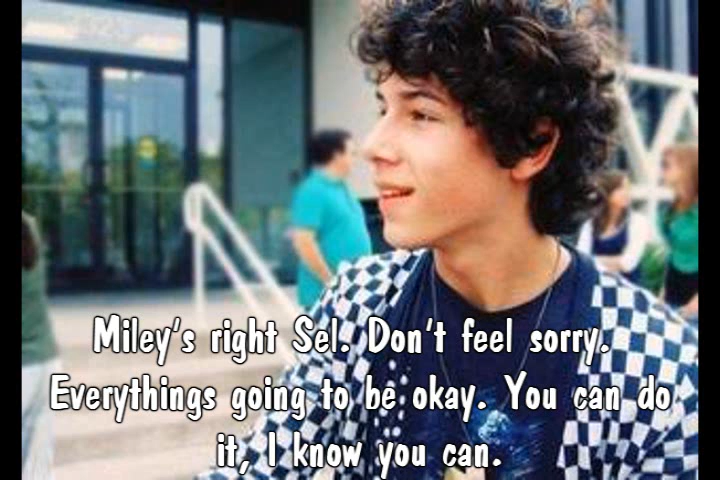 Miley's right Sel. Don't feel sorry.
Everythings going to be okay. You can do
it, I know you can.